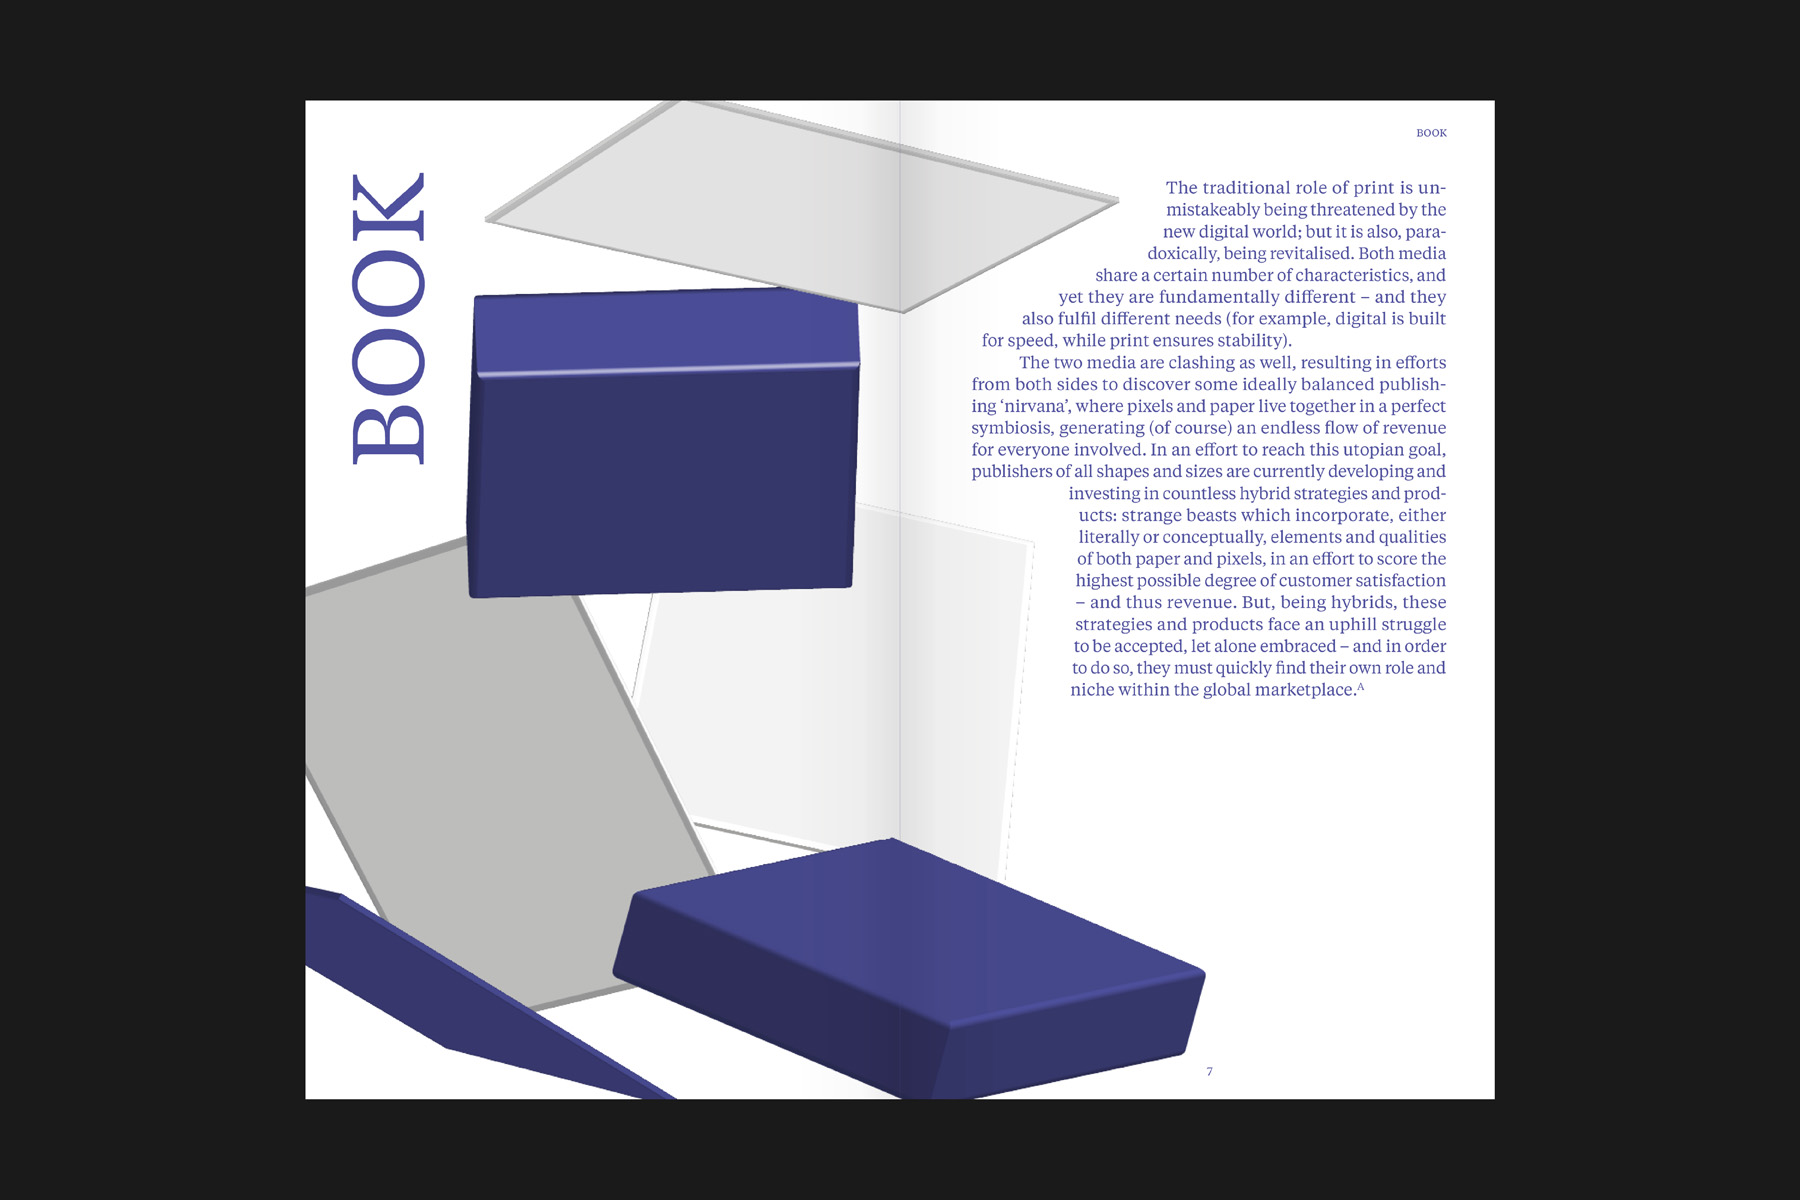 BOOK
BOOK
The traditional role of print is un-
mistakeably being threatened by the
new digital world; but it is also, para-
doxically, being revitalised. Both media
share a certain number of characteristics, and
yet they are fundamentally different – and they
also fulfil different needs (for example, digital is built
for speed, while print ensures stability).
The two media are clashing as well, resulting in efforts
from both sides to discover some ideally balanced publish-
ing ‘nirvana’, where pixels and paper live together in a perfect
symbiosis, generating (of course) an endless flow of revenue
for everyone involved. In an effort to reach this utopian goal,
publishers of all shapes and sizes are currently developing and
investing in countless hybrid strategies and prod-
ucts: strange beasts which incorporate, either
literally or conceptually, elements and qualities
of both paper and pixels, in an effort to score the
highest possible degree of customer satisfaction
– and thus revenue. But, being hybrids, these
strategies and products face an uphill struggle
to be accepted, let alone embraced – and in order
to do so, they must quickly find their own role and
niche within the global marketplace.ᴬ
7